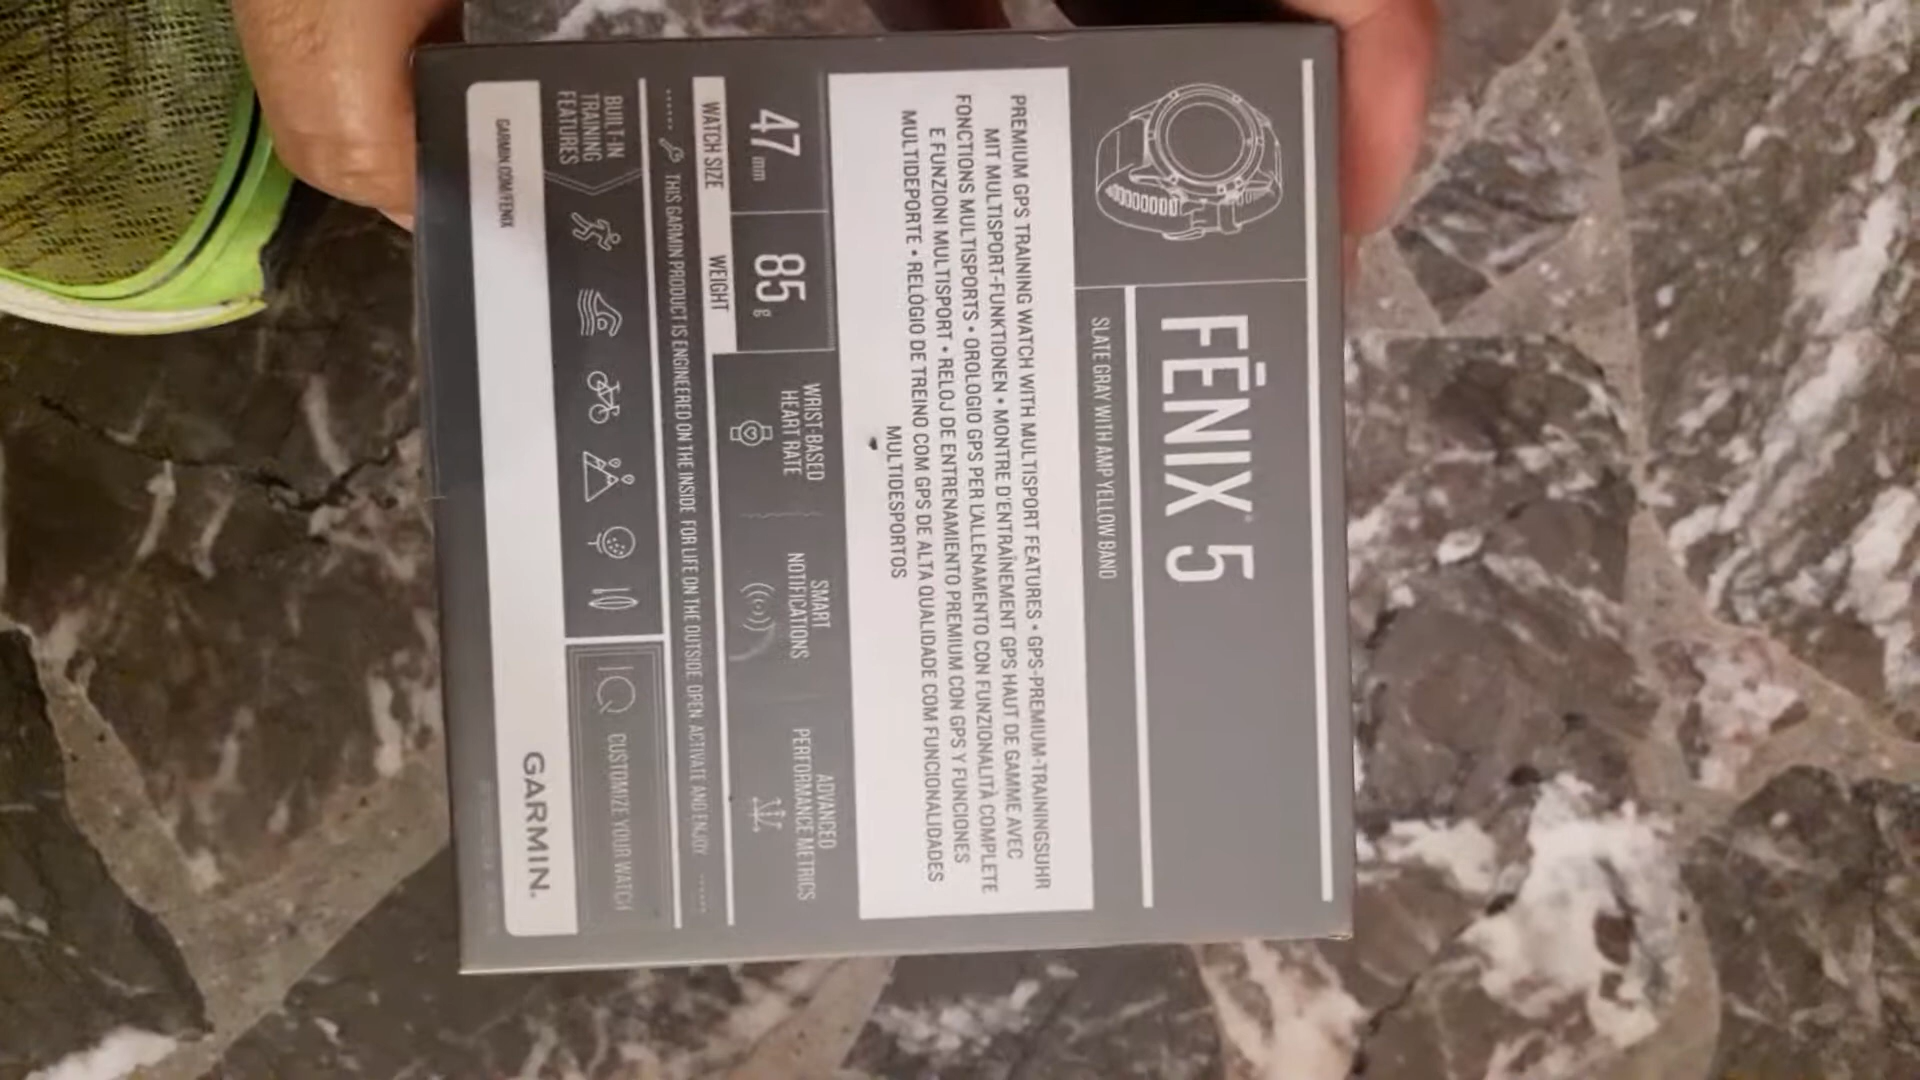 FĒNIX® 5
SLATE GRAY WITH AMP YELLOW BAND
PREMIUM GPS TRAINING WATCH WITH MULTISPORT FEATURES • GPS-PREMIUM-TRAININGSUHR
MIT MULTISPORT-FUNKTIONEN • MONTRE D'ENTRAÎNEMENT GPS HAUT DE GAMME AVEC
FONCTIONS MULTISPORTS • OROLOGIO GPS PER L'ALLENAMENTO CON FUNZIONALITÀ COMPLETE
E FUNZIONI MULTISPORT • RELOJ DE ENTRENAMIENTO PREMIUM CON GPS Y FUNCIONES
MULTIDEPORTE • RELÓGIO DE TREINO COM GPS DE ALTA QUALIDADE COM FUNCIONALIDADES
MULTIDESPORTOS
47 mm
WATCH SIZE
85 g
WEIGHT
WRIST-BASED
HEART RATE
SMART
NOTIFICATIONS
ADVANCED
PERFORMANCE METRICS
THIS GARMIN PRODUCT IS ENGINEERED ON THE INSIDE FOR LIFE ON THE OUTSIDE. OPEN, ACTIVATE AND ENJOY
BUILT-IN
TRAINING
FEATURES
IQ CUSTOMIZE YOUR WATCH
GARMIN.COM/FENIX
GARMIN.